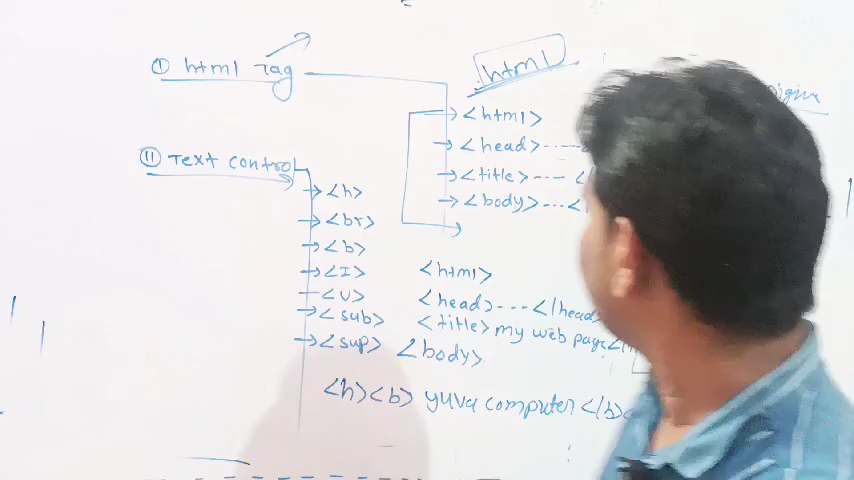 ① html Tag
html
<html>
<head> ---- <
<title> --- </
<body> --- </
② Text control
<h>
<br>
<b>
<I>
<U>
<sub>
<sup>
<html>
<head> --- </head>
<title> my web page </
<body>
<h><b> yuva computer </b>